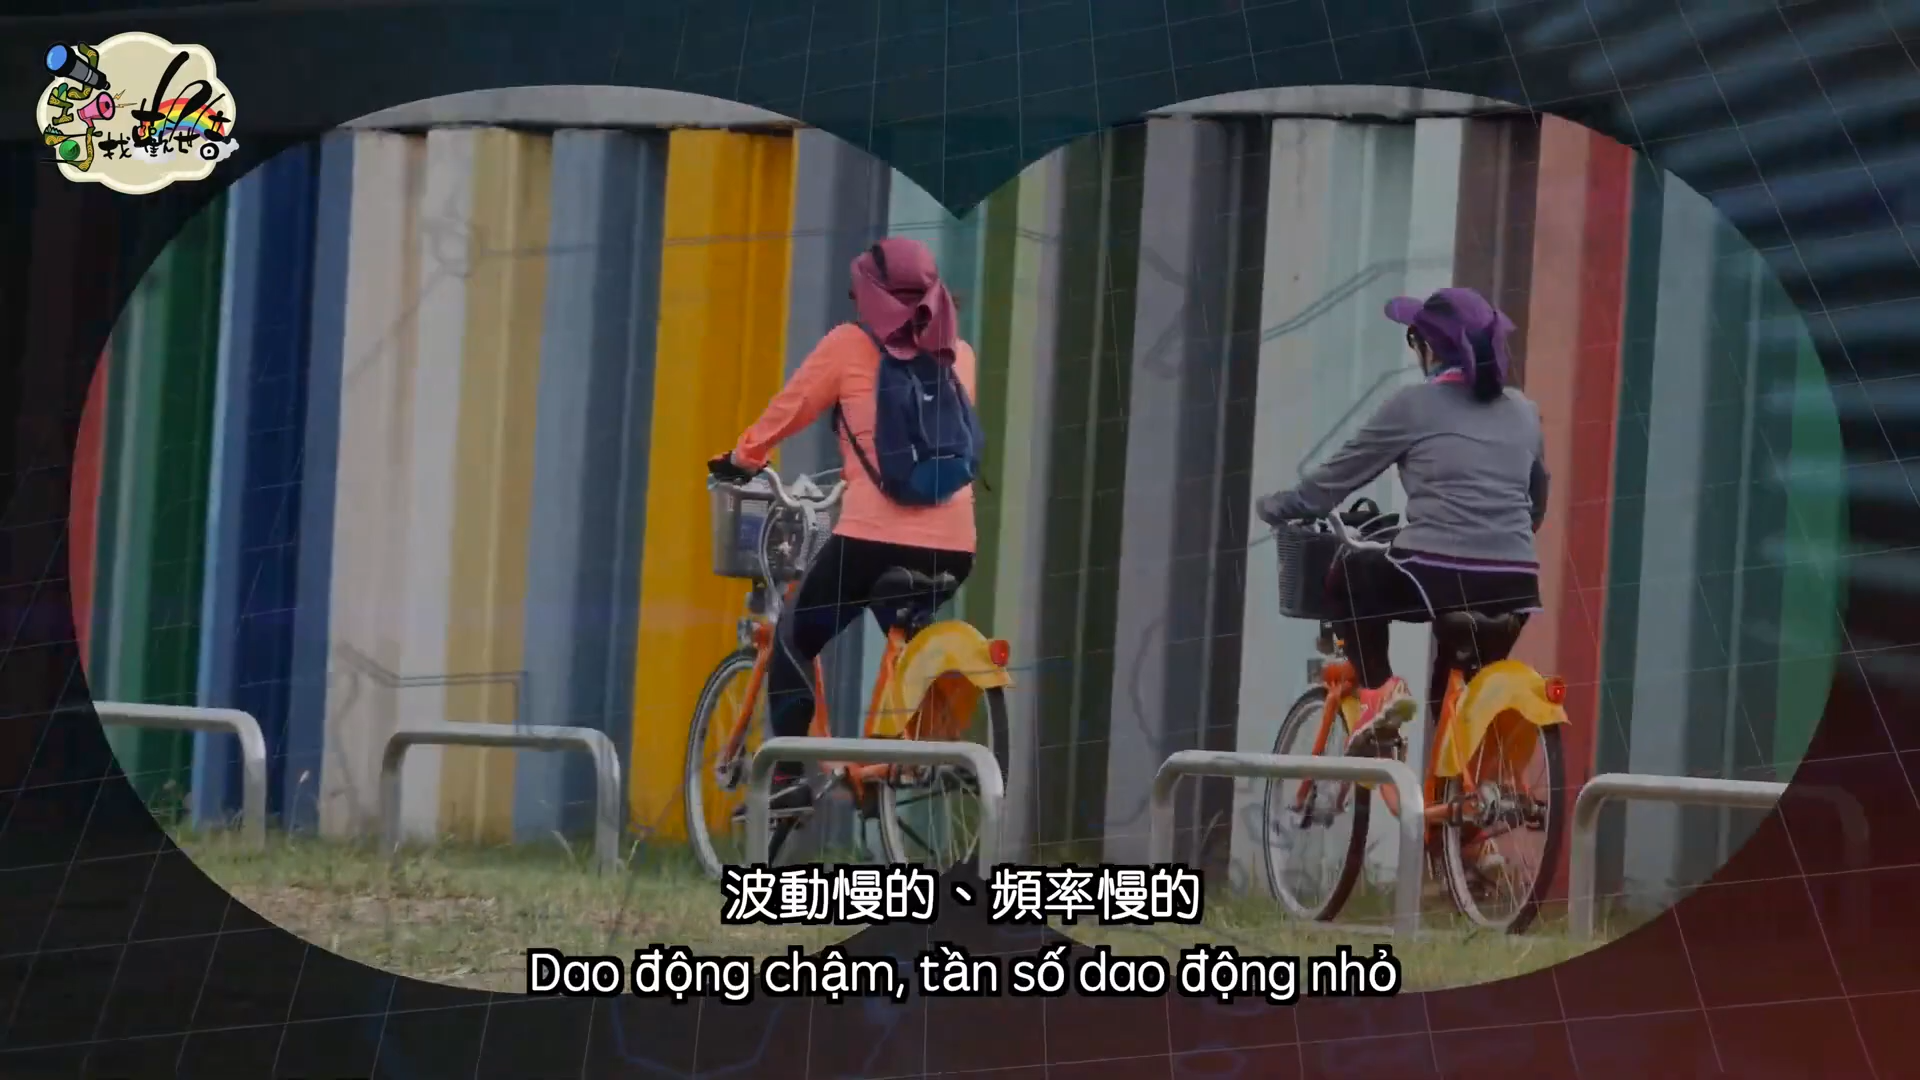 波動慢的、頻率慢的
Dao động chậm, tần số dao động nhỏ